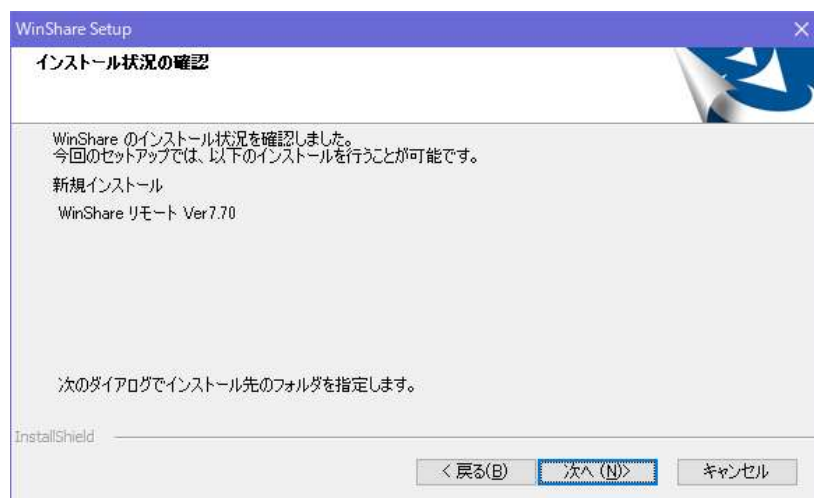 WinShare Setup
インストール状況の確認
WinShare のインストール状況を確認しました。
今回のセットアップでは、以下のインストールを行うことが可能です。
新規インストール
WinShare リモート Ver7.70
次のダイアログでインストール先のフォルダを指定します。
InstallShield
< 戻る(B)
次へ (N)>
キャンセル